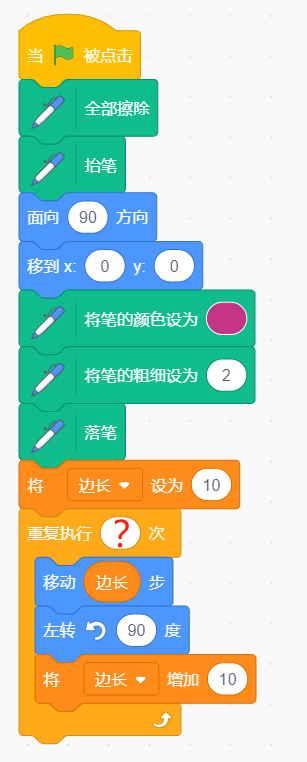 当 被点击
全部擦除
抬笔
面向 90 方向
移到 x: 0 y: 0
将笔的颜色设为
将笔的粗细设为 2
落笔
将 边长 设为 10
重复执行 ? 次
移动 边长 步
左转 90 度
将 边长 增加 10